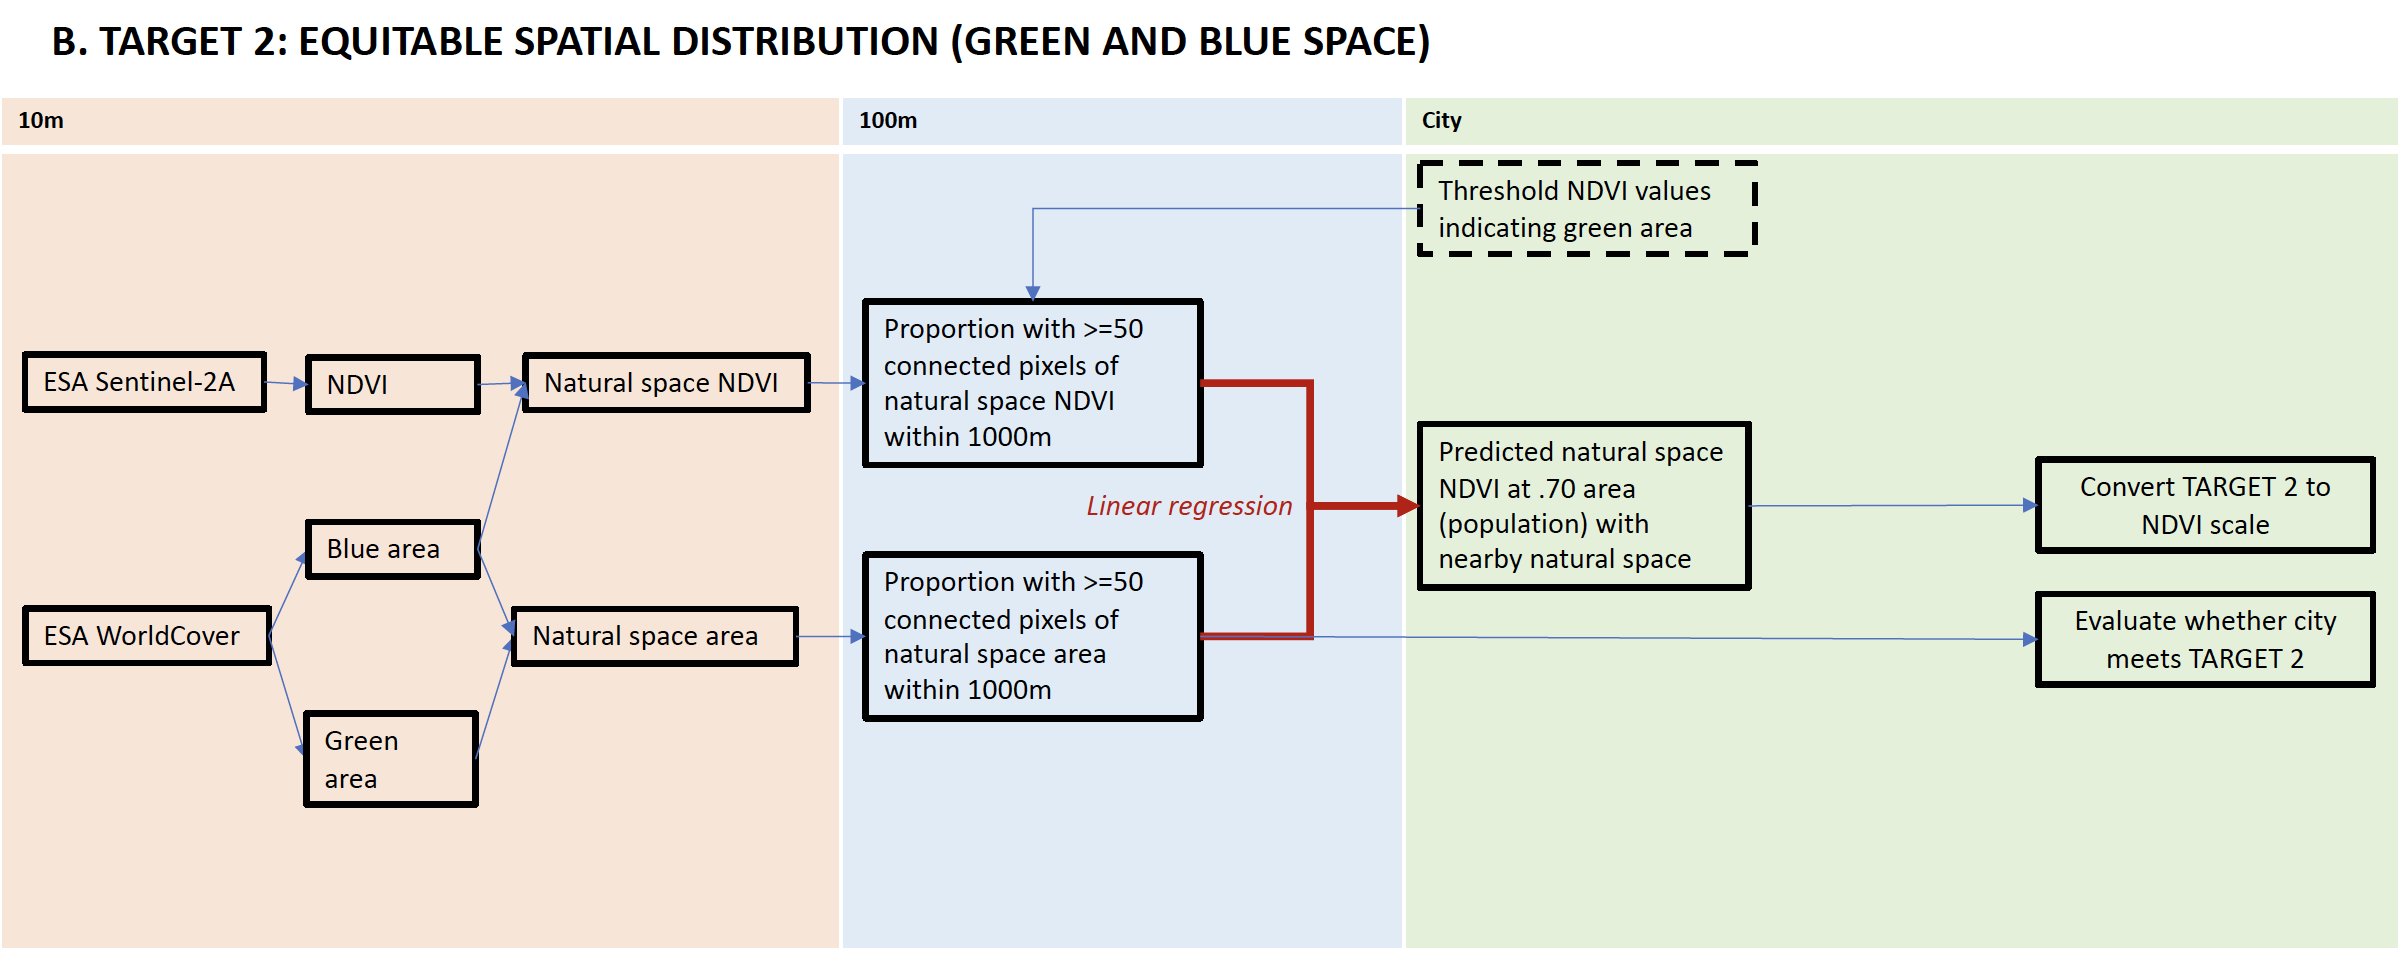 B. TARGET 2: EQUITABLE SPATIAL DISTRIBUTION (GREEN AND BLUE SPACE)
10m
100m
City
Threshold NDVI values
indicating green area
ESA Sentinel-2A
NDVI
Natural space NDVI
Proportion with >=50
connected pixels of
natural space NDVI
within 1000m
Linear regression
Predicted natural space
NDVI at .70 area
(population) with
nearby natural space
Convert TARGET 2 to
NDVI scale
Blue area
ESA WorldCover
Natural space area
Green
area
Proportion with >=50
connected pixels of
natural space area
within 1000m
Evaluate whether city
meets TARGET 2